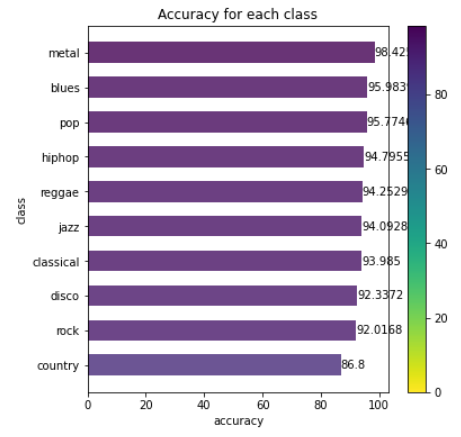 Accuracy for each class
class
metal 98.429
blues 95.983
pop 95.774
hiphop 94.7955
reggae 94.2529
jazz 94.0928
classical 93.985
disco 92.3372
rock 92.0168
country 86.8
0 20 40 60 80 100
accuracy
80
60
40
20
0